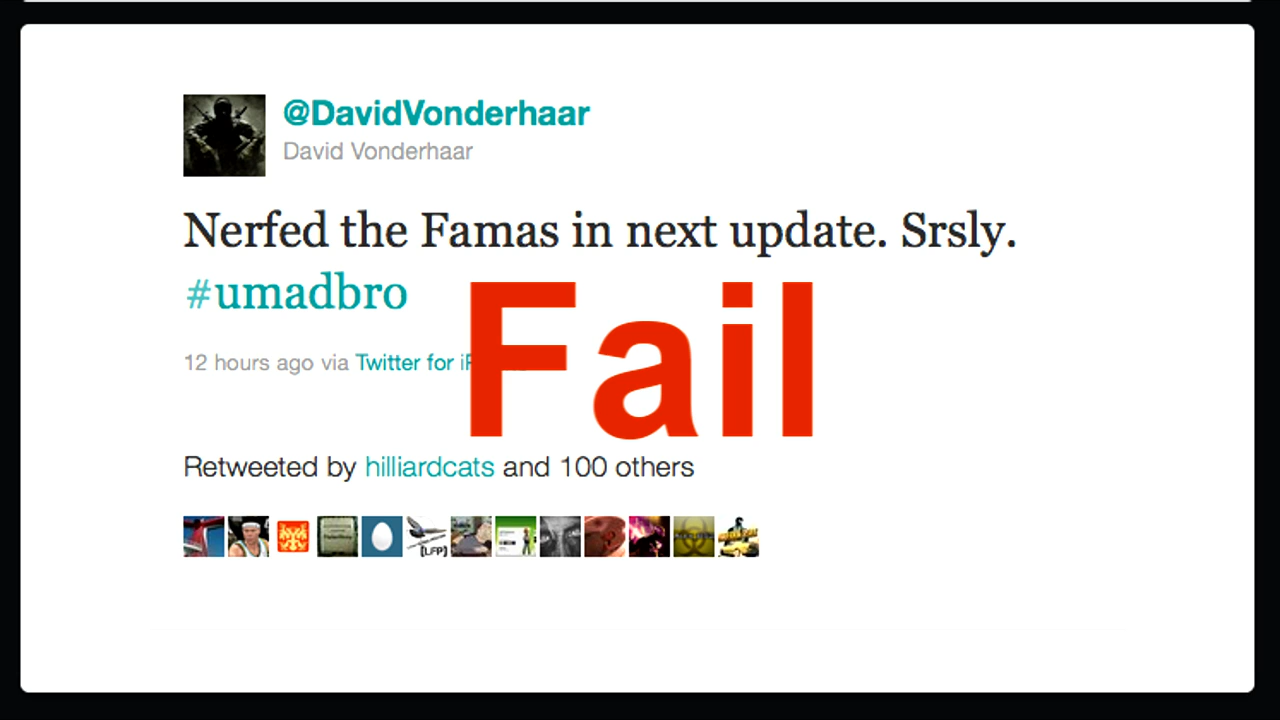 @DavidVonderhaar
David Vonderhaar
Nerfed the Famas in next update. Srsly.
#umadbro
Fail
12 hours ago via Twitter for
Retweeted by hilliardcats and 100 others
[LFP]